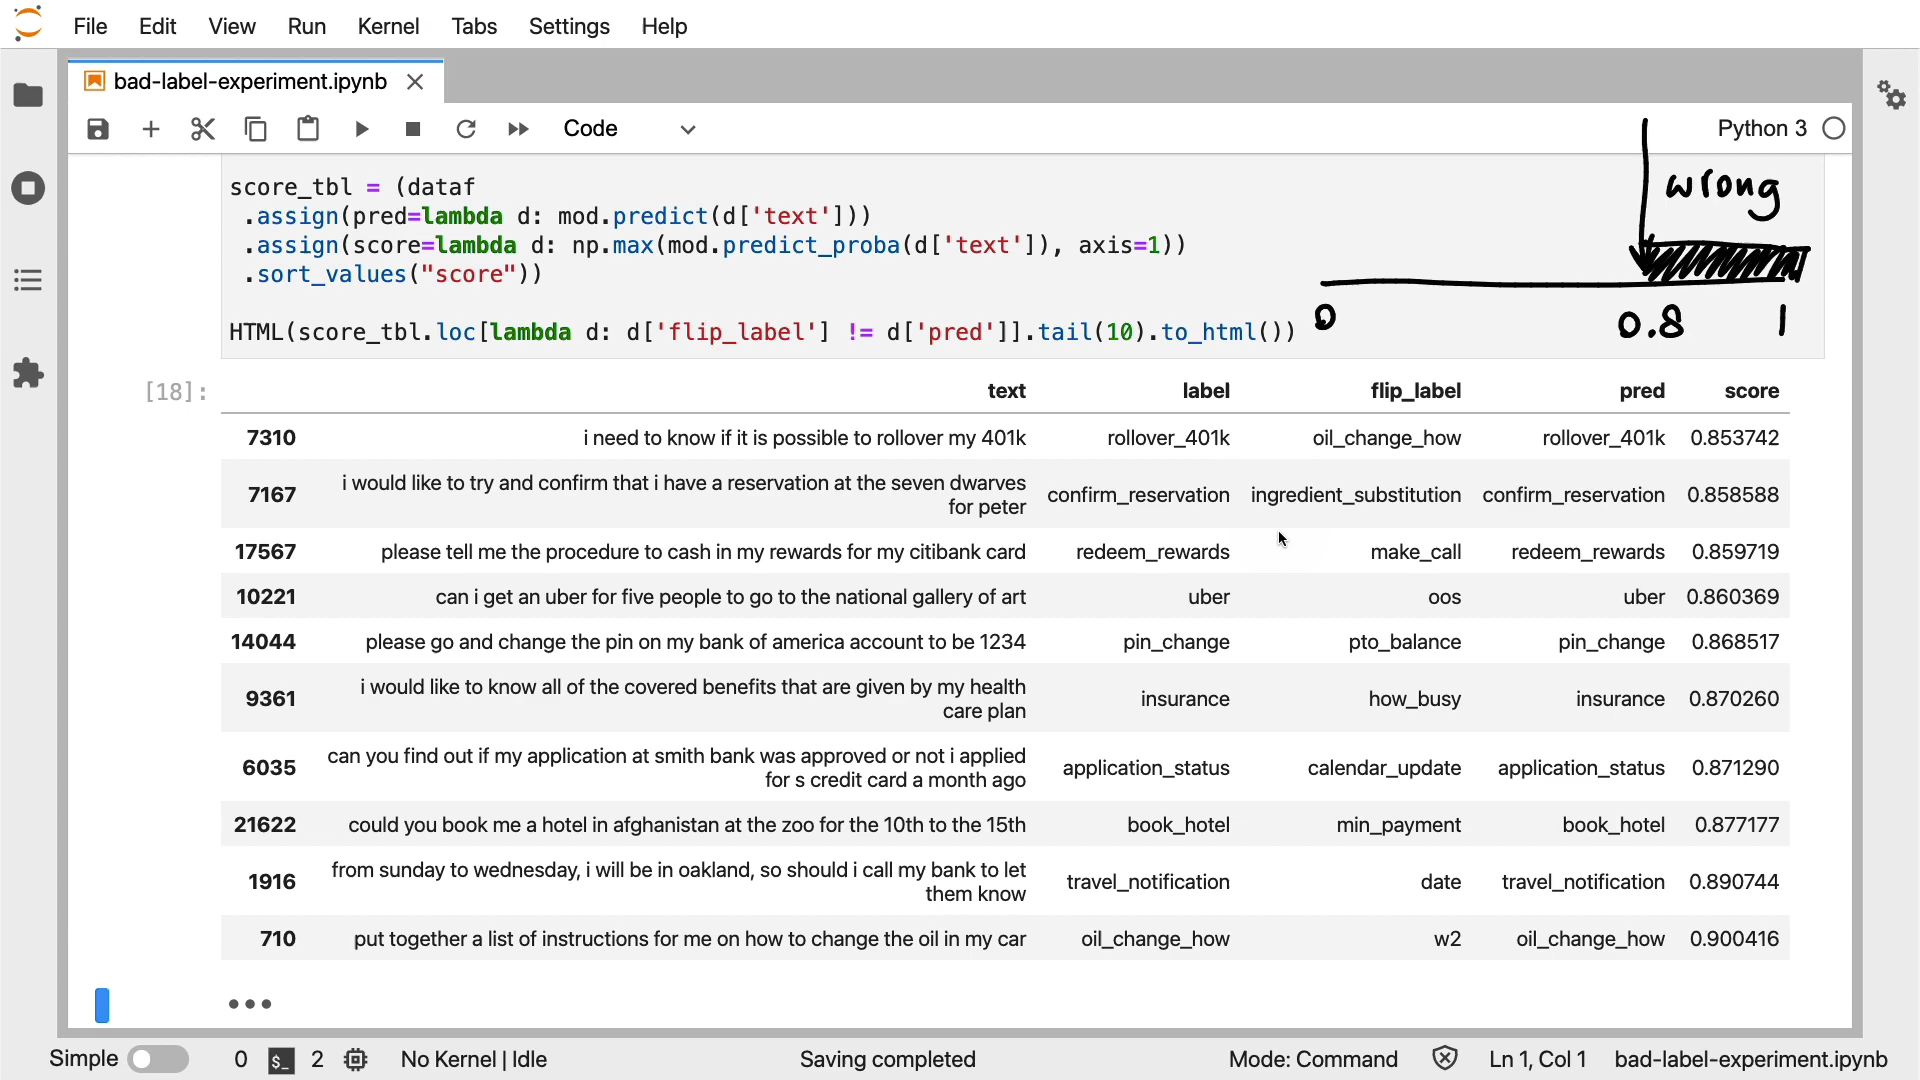 File Edit View Run Kernel Tabs Settings Help
bad-label-experiment.ipynb
Code Python 3
score_tbl = (dataf
.assign(pred=lambda d: mod.predict(d['text']))
.assign(score=lambda d: np.max(mod.predict_proba(d['text']), axis=1))
.sort_values("score"))
HTML(score_tbl.loc[lambda d: d['flip_label'] != d['pred']].tail(10).to_html())
wrong
0 0.8 1
[18]:
text label flip_label pred score
7310 i need to know if it is possible to rollover my 401k rollover_401k oil_change_how rollover_401k 0.853742
7167 i would like to try and confirm that i have a reservation at the seven dwarves
for peter confirm_reservation ingredient_substitution confirm_reservation 0.858588
17567 please tell me the procedure to cash in my rewards for my citibank card redeem_rewards make_call redeem_rewards 0.859719
10221 can i get an uber for five people to go to the national gallery of art uber oos uber 0.860369
14044 please go and change the pin on my bank of america account to be 1234 pin_change pto_balance pin_change 0.868517
9361 i would like to know all of the covered benefits that are given by my health
care plan insurance how_busy insurance 0.870260
6035 can you find out if my application at smith bank was approved or not i applied
for s credit card a month ago application_status calendar_update application_status 0.871290
21622 could you book me a hotel in afghanistan at the zoo for the 10th to the 15th book_hotel min_payment book_hotel 0.877177
1916 from sunday to wednesday, i will be in oakland, so should i call my bank to let
them know travel_notification date travel_notification 0.890744
710 put together a list of instructions for me on how to change the oil in my car oil_change_how w2 oil_change_how 0.900416
Simple 0 $_ 2 No Kernel | Idle Saving completed Mode: Command Ln 1, Col 1 bad-label-experiment.ipynb